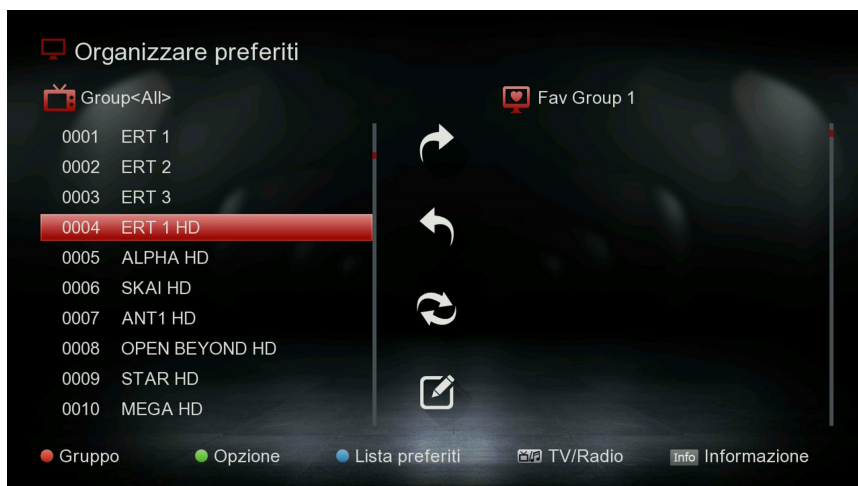 Organizzare preferiti
Group<All>
Fav Group 1
0001 ERT 1
0002 ERT 2
0003 ERT 3
0004 ERT 1 HD
0005 ALPHA HD
0006 SKAI HD
0007 ANT1 HD
0008 OPEN BEYOND HD
0009 STAR HD
0010 MEGA HD
Gruppo Opzione Lista preferiti TV/Radio Info Informazione